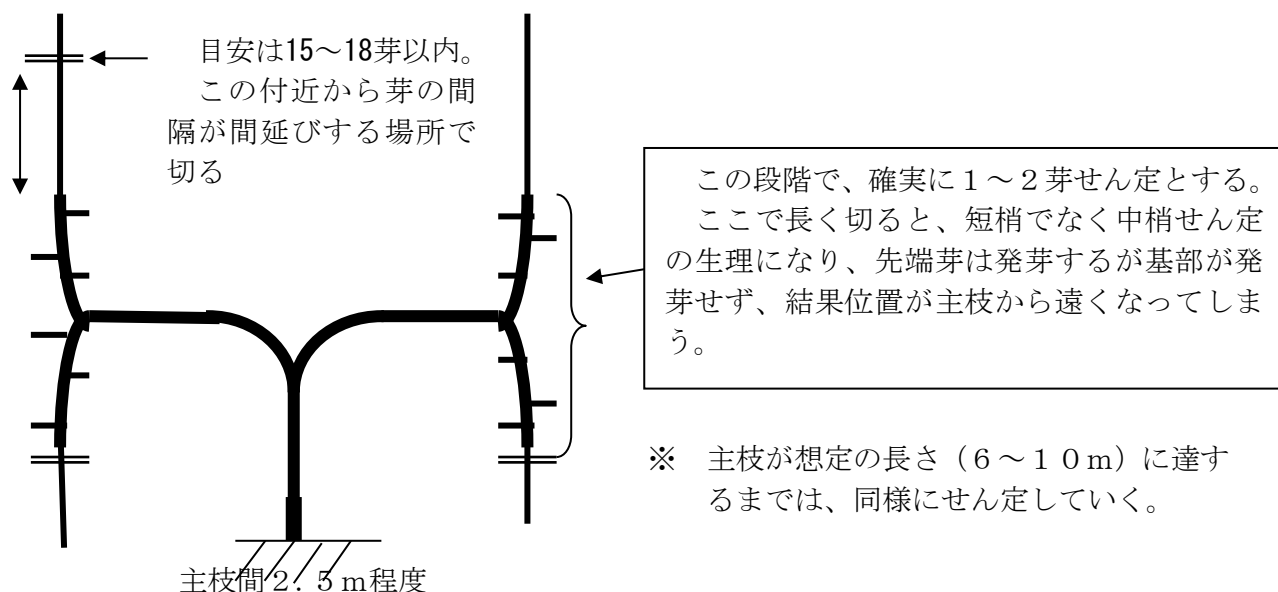 目安は15～18芽以内。
この付近から芽の間
隔が間延びする場所で
切る
この段階で、確実に１～２芽せん定とする。
ここで長く切ると、短梢でなく中梢せん定
の生理になり、先端芽は発芽するが基部が発
芽せず、結果位置が主枝から遠くなってしま
う。
※　主枝が想定の長さ（６～１０ｍ）に達す
るまでは、同様にせん定していく。
主枝間２．５ｍ程度